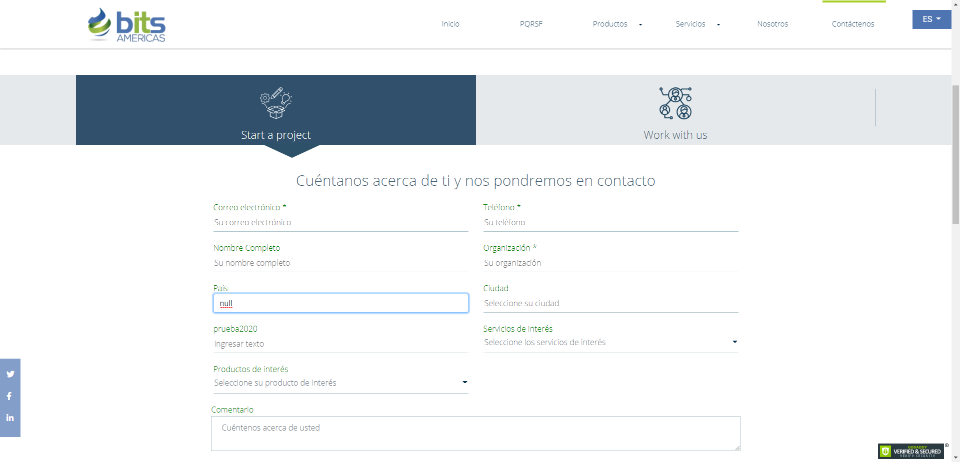 bits
AMERICAS
Inicio
PQRSF
Productos
Servicios
Nosotros
Contáctenos
ES
Start a project
Work with us
Cuéntanos acerca de ti y nos pondremos en contacto
Correo electrónico *
Teléfono *
Su correo electrónico
Su teléfono
Nombre Completo
Organización *
Su nombre completo
Su organización
País
Ciudad
null
Seleccione su ciudad
prueba2020
Servicios de Interés
Ingresar texto
Seleccione los servicios de interés
Productos de interés
Seleccione su producto de interés
Comentario
Cuéntenos acerca de usted
VERIFIED & SECURED